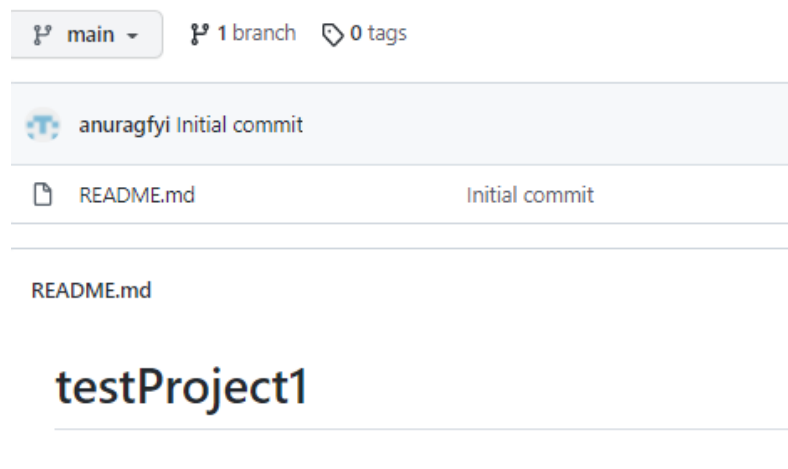 main 1 branch 0 tags
anuragfyi Initial commit
README.md Initial commit
README.md
testProject1